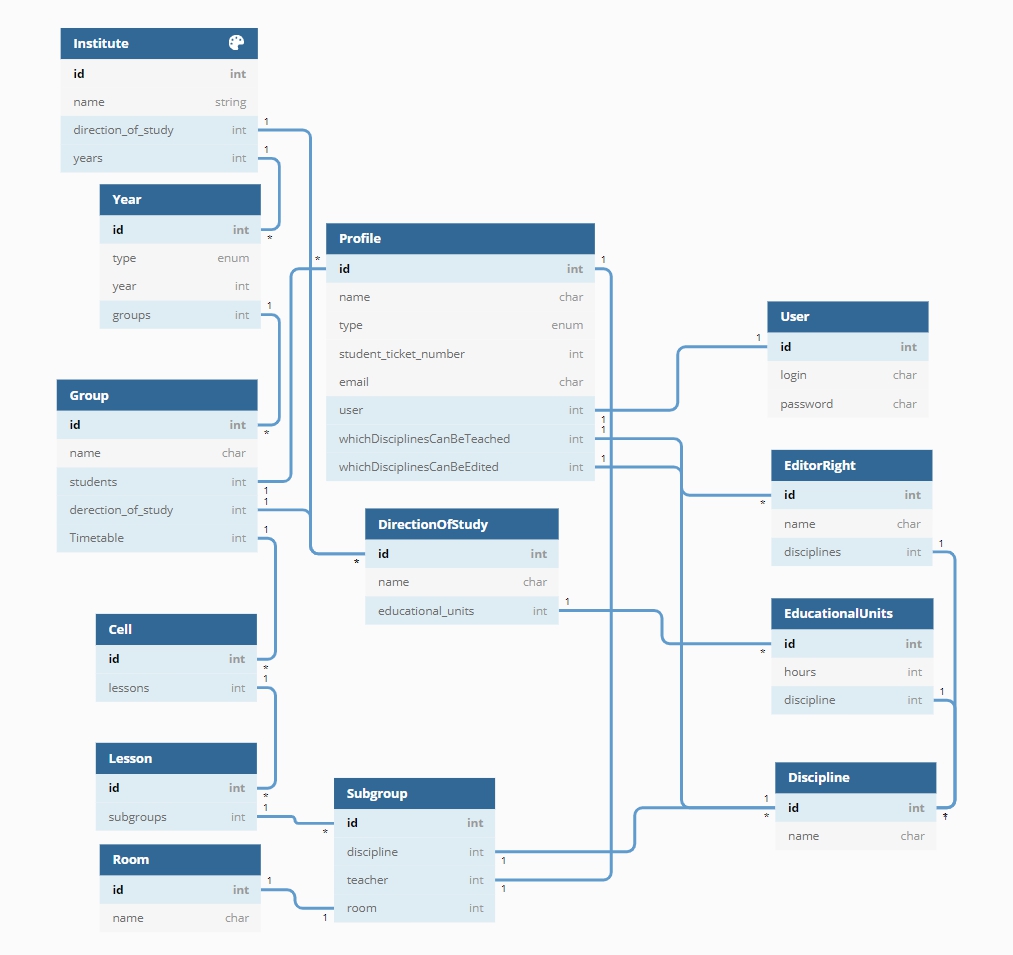 Institute
id int
name string
direction_of_study int
years int
1
1
*
Year
id int
type enum
year int
groups int
1
*
Group
id int
name char
students int
derection_of_study int
Timetable int
1
1
1
*
Cell
id int
lessons int
*
1
Lesson
id int
subgroups int
*
1
Room
id int
name char
1
Profile
id int
name char
type enum
student_ticket_number int
email char
user int
whichDisciplinesCanBeTeached int
whichDisciplinesCanBeEdited int
*
1
1
1
1
DirectionOfStudy
id int
name char
educational_units int
*
1
Subgroup
id int
discipline int
teacher int
room int
*
1
1
1
User
id int
login char
password char
1
EditorRight
id int
name char
disciplines int
*
1
EducationalUnits
id int
hours int
discipline int
*
1
Discipline
id int
name char
1
*
*